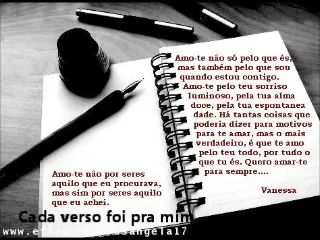 Amo-te não só pelo que és,
mas também pelo que sou
quando estou contigo.
Amo-te pelo teu sorriso
luminoso, pela tua alma
doce, pela tua espontanea
dade. Há tantas coisas que
poderia dizer para motivos
para te amar, mas o mais
verdadeiro, é que te amo
pelo teu todo, por tudo o
que tu és. Quero amar-te
para sempre....
Vanessa
Amo-te não por seres
aquilo que eu procurava,
mas sim por seres aquilo
que eu achei.
Cada verso foi pra mim